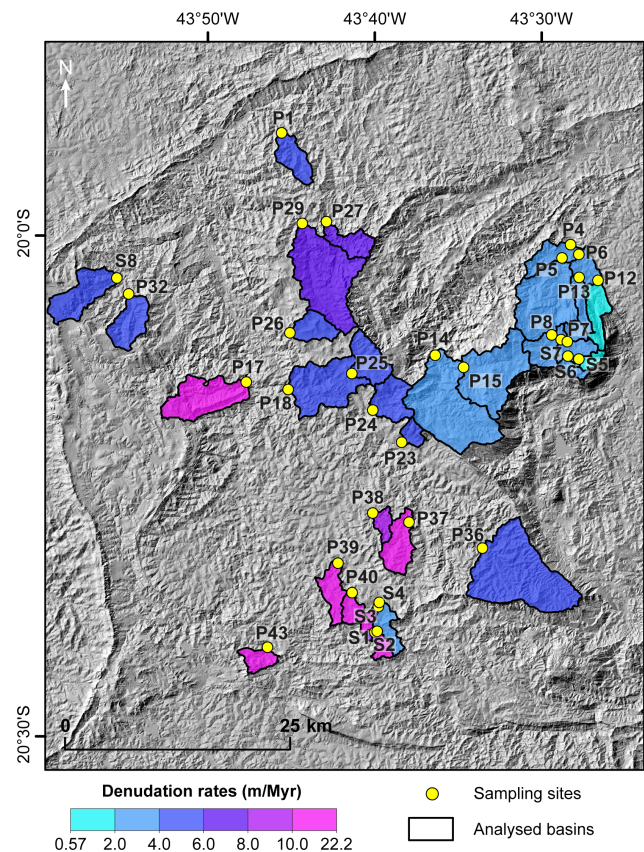 43°50'W 43°40'W 43°30'W
N
P1
P29 P27
20°0'S
P4
S8
P5 P6
P32
P13 P12
P26
P8 P7
P14
S7
P17
P25
P15
S6 S5
P18
P24
P23
P38
P37
P36
P39
P40
S4
S3
P43
S1 S2
0 25 km
20°30'S
Denudation rates (m/Myr)
0.57 2.0 4.0 6.0 8.0 10.0 22.2
Sampling sites
Analysed basins